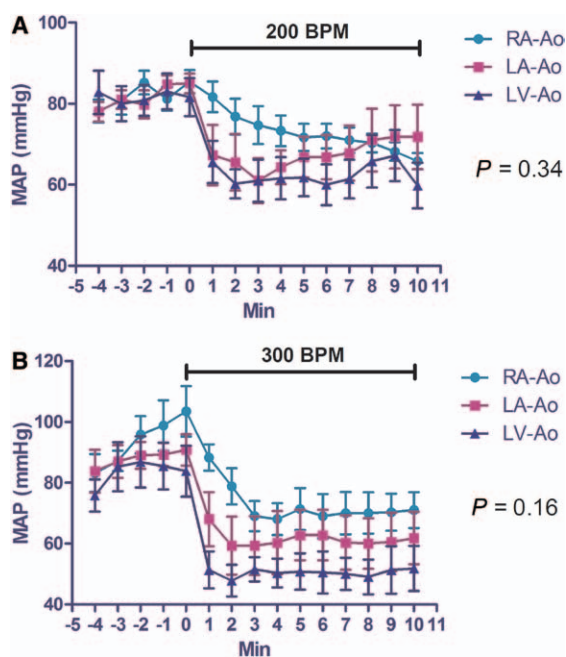 A
200 BPM
RA-Ao
LA-Ao
LV-Ao
MAP (mmHg)
100
80
60
40
P = 0.34
-5 -4 -3 -2 -1 0 1 2 3 4 5 6 7 8 9 10 11
Min
B
300 BPM
RA-Ao
LA-Ao
LV-Ao
MAP (mmHg)
120
100
80
60
40
P = 0.16
-5 -4 -3 -2 -1 0 1 2 3 4 5 6 7 8 9 10 11
Min